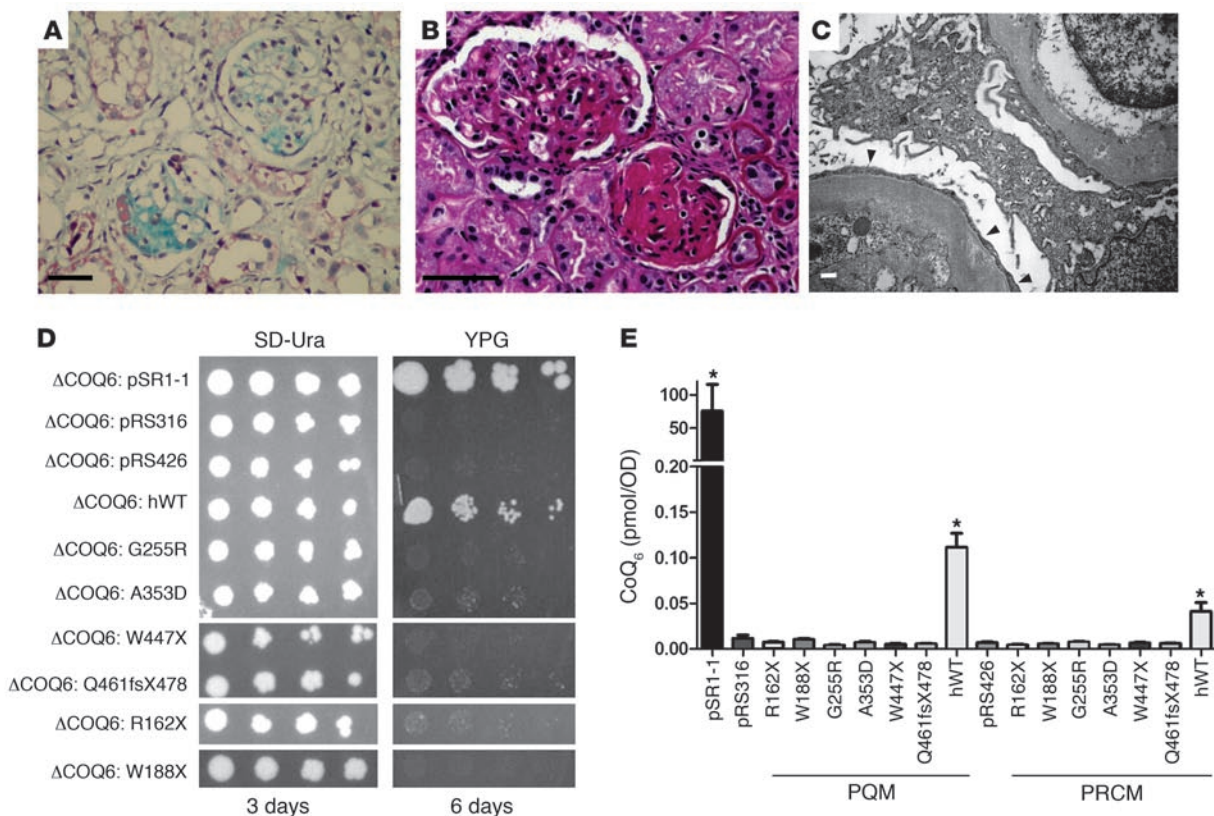 A
B
C
D
SD-Ura YPG
ΔCOQ6: pSR1-1
ΔCOQ6: pRS316
ΔCOQ6: pRS426
ΔCOQ6: hWT
ΔCOQ6: G255R
ΔCOQ6: A353D
ΔCOQ6: W447X
ΔCOQ6: Q461fsX478
ΔCOQ6: R162X
ΔCOQ6: W188X
3 days 6 days
E
CoQ6 (pmol/OD)
100
50
0.20
0.15
0.10
0.05
0.00
*
*
*
pSR1-1
pRS316
R162X
W188X
G255R
A353D
W447X
Q461fsX478
hWT
pRS426
R162X
W188X
G255R
A353D
W447X
Q461fsX478
hWT
PQM PRCM